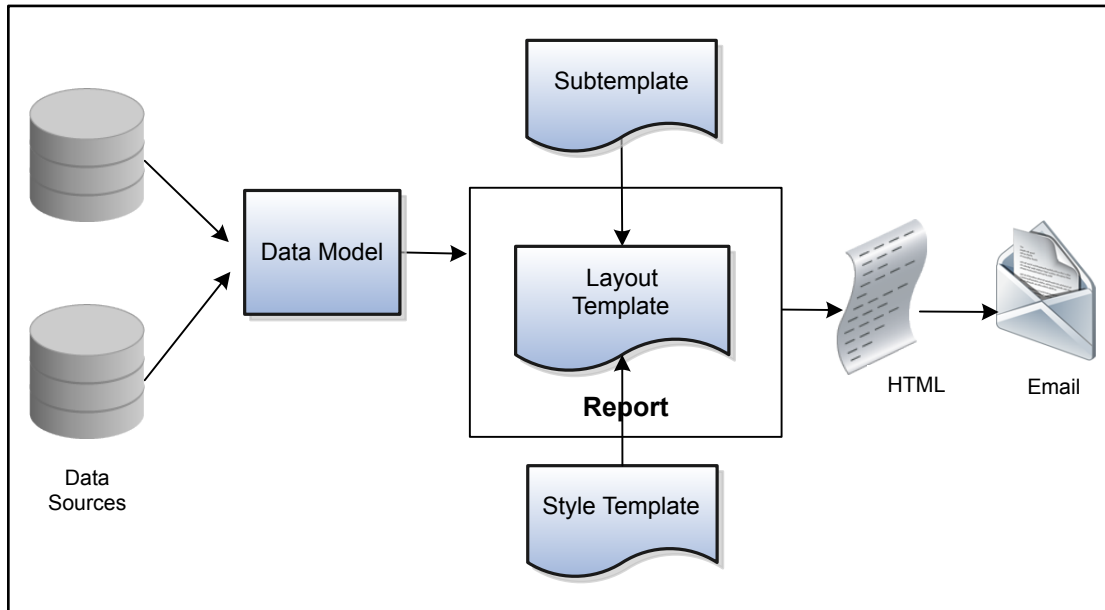 Subtemplate
Data Model
Layout
Template
Report
HTML
Email
Data
Sources
Style Template